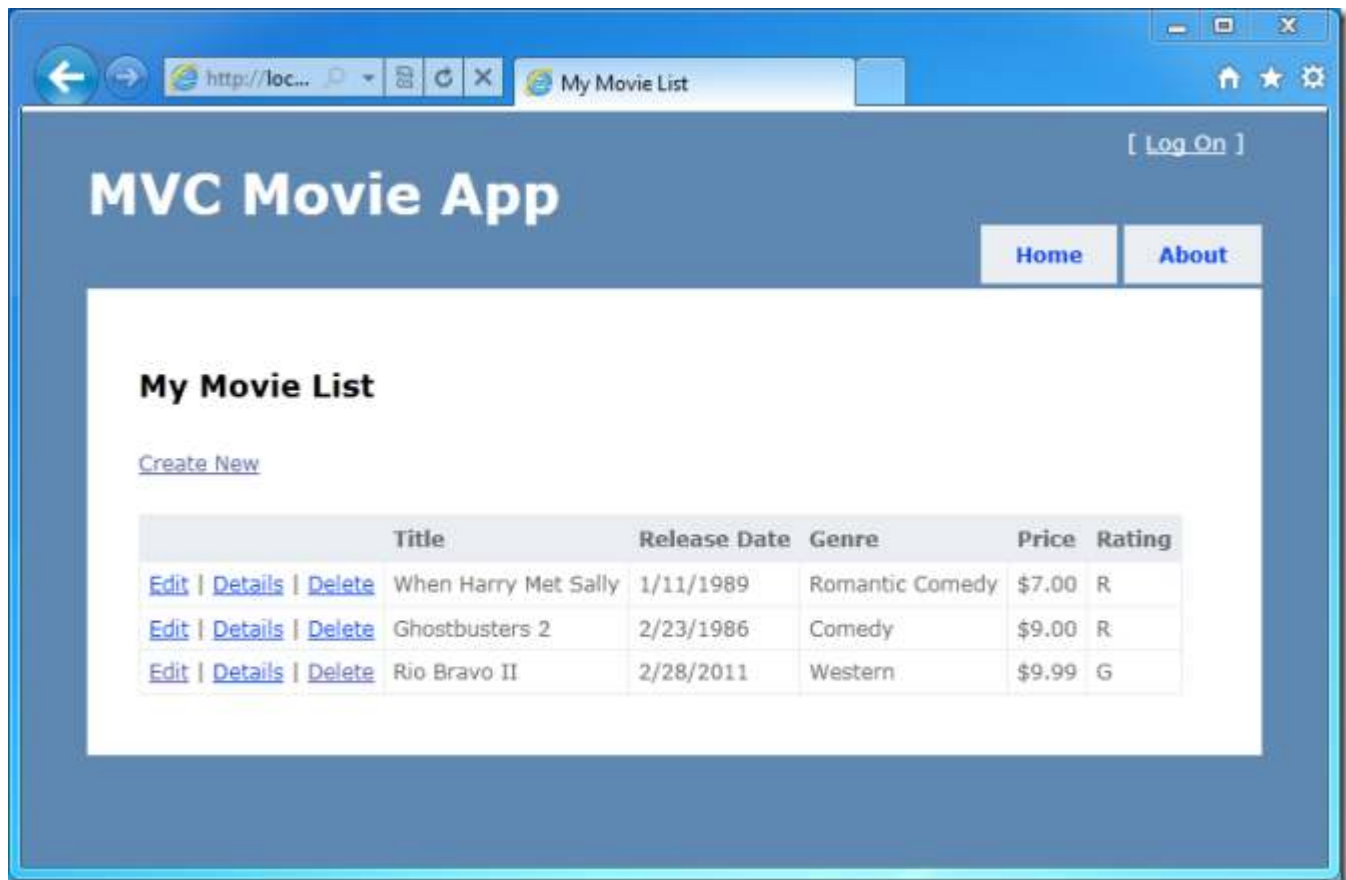 http://loc...
My Movie List
[ Log On ]
MVC Movie App
Home About
My Movie List
Create New
Title Release Date Genre Price Rating
Edit | Details | Delete When Harry Met Sally 1/11/1989 Romantic Comedy $7.00 R
Edit | Details | Delete Ghostbusters 2 2/23/1986 Comedy $9.00 R
Edit | Details | Delete Rio Bravo II 2/28/2011 Western $9.99 G